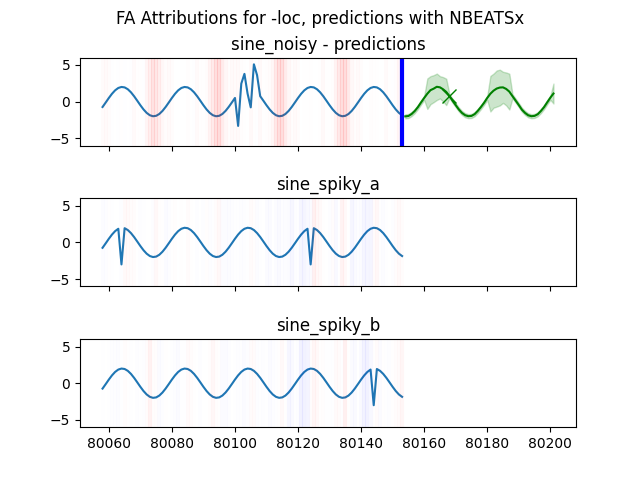 FA Attributions for -loc, predictions with NBEATSx
sine_noisy - predictions
5
0
−5
sine_spiky_a
5
0
−5
sine_spiky_b
5
0
−5
80060 80080 80100 80120 80140 80160 80180 80200